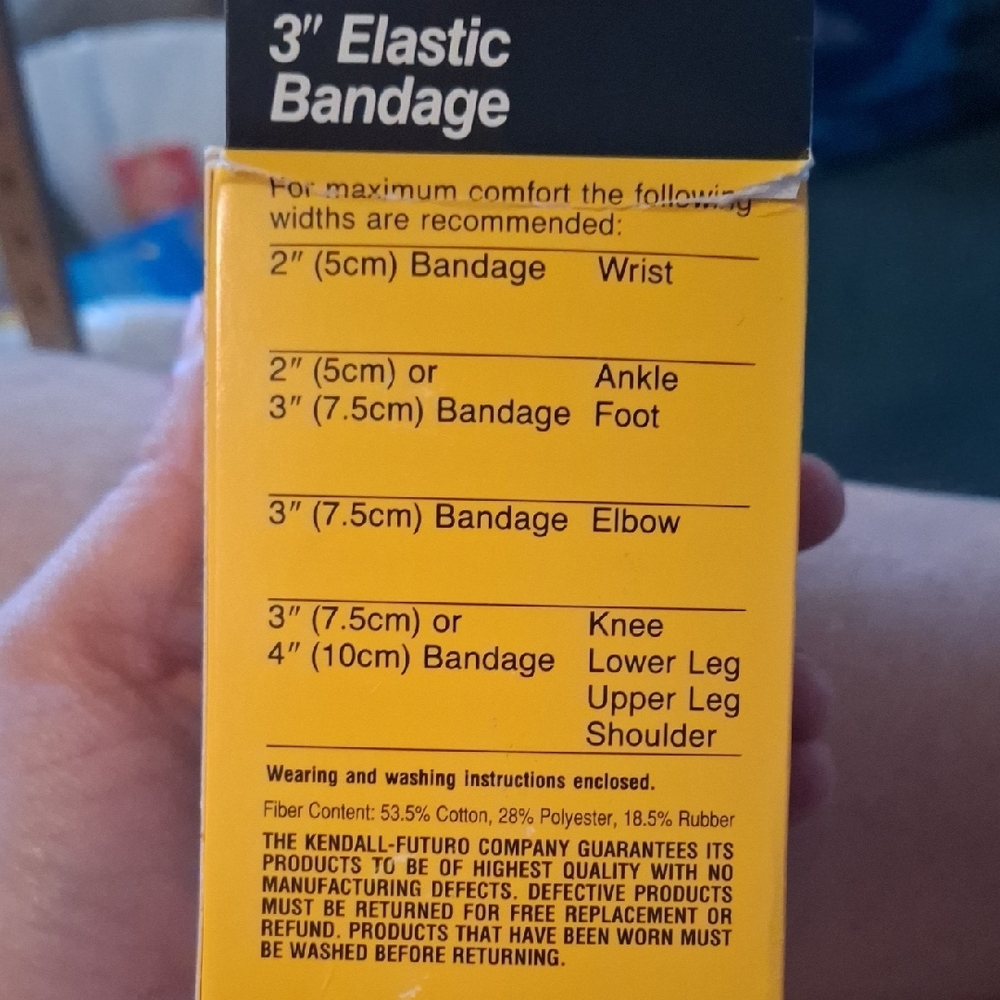 3" Elastic
Bandage
For maximum comfort the following
widths are recommended:
2" (5cm) Bandage Wrist
2" (5cm) or Ankle
3" (7.5cm) Bandage Foot
3" (7.5cm) Bandage Elbow
3" (7.5cm) or Knee
4" (10cm) Bandage Lower Leg
Upper Leg
Shoulder
Wearing and washing instructions enclosed.
Fiber Content: 53.5% Cotton, 28% Polyester, 18.5% Rubber
THE KENDALL-FUTURO COMPANY GUARANTEES ITS
PRODUCTS TO BE OF HIGHEST QUALITY WITH NO
MANUFACTURING DEFECTS. DEFECTIVE PRODUCTS
MUST BE RETURNED FOR FREE REPLACEMENT OR
REFUND. PRODUCTS THAT HAVE BEEN WORN MUST
BE WASHED BEFORE RETURNING.